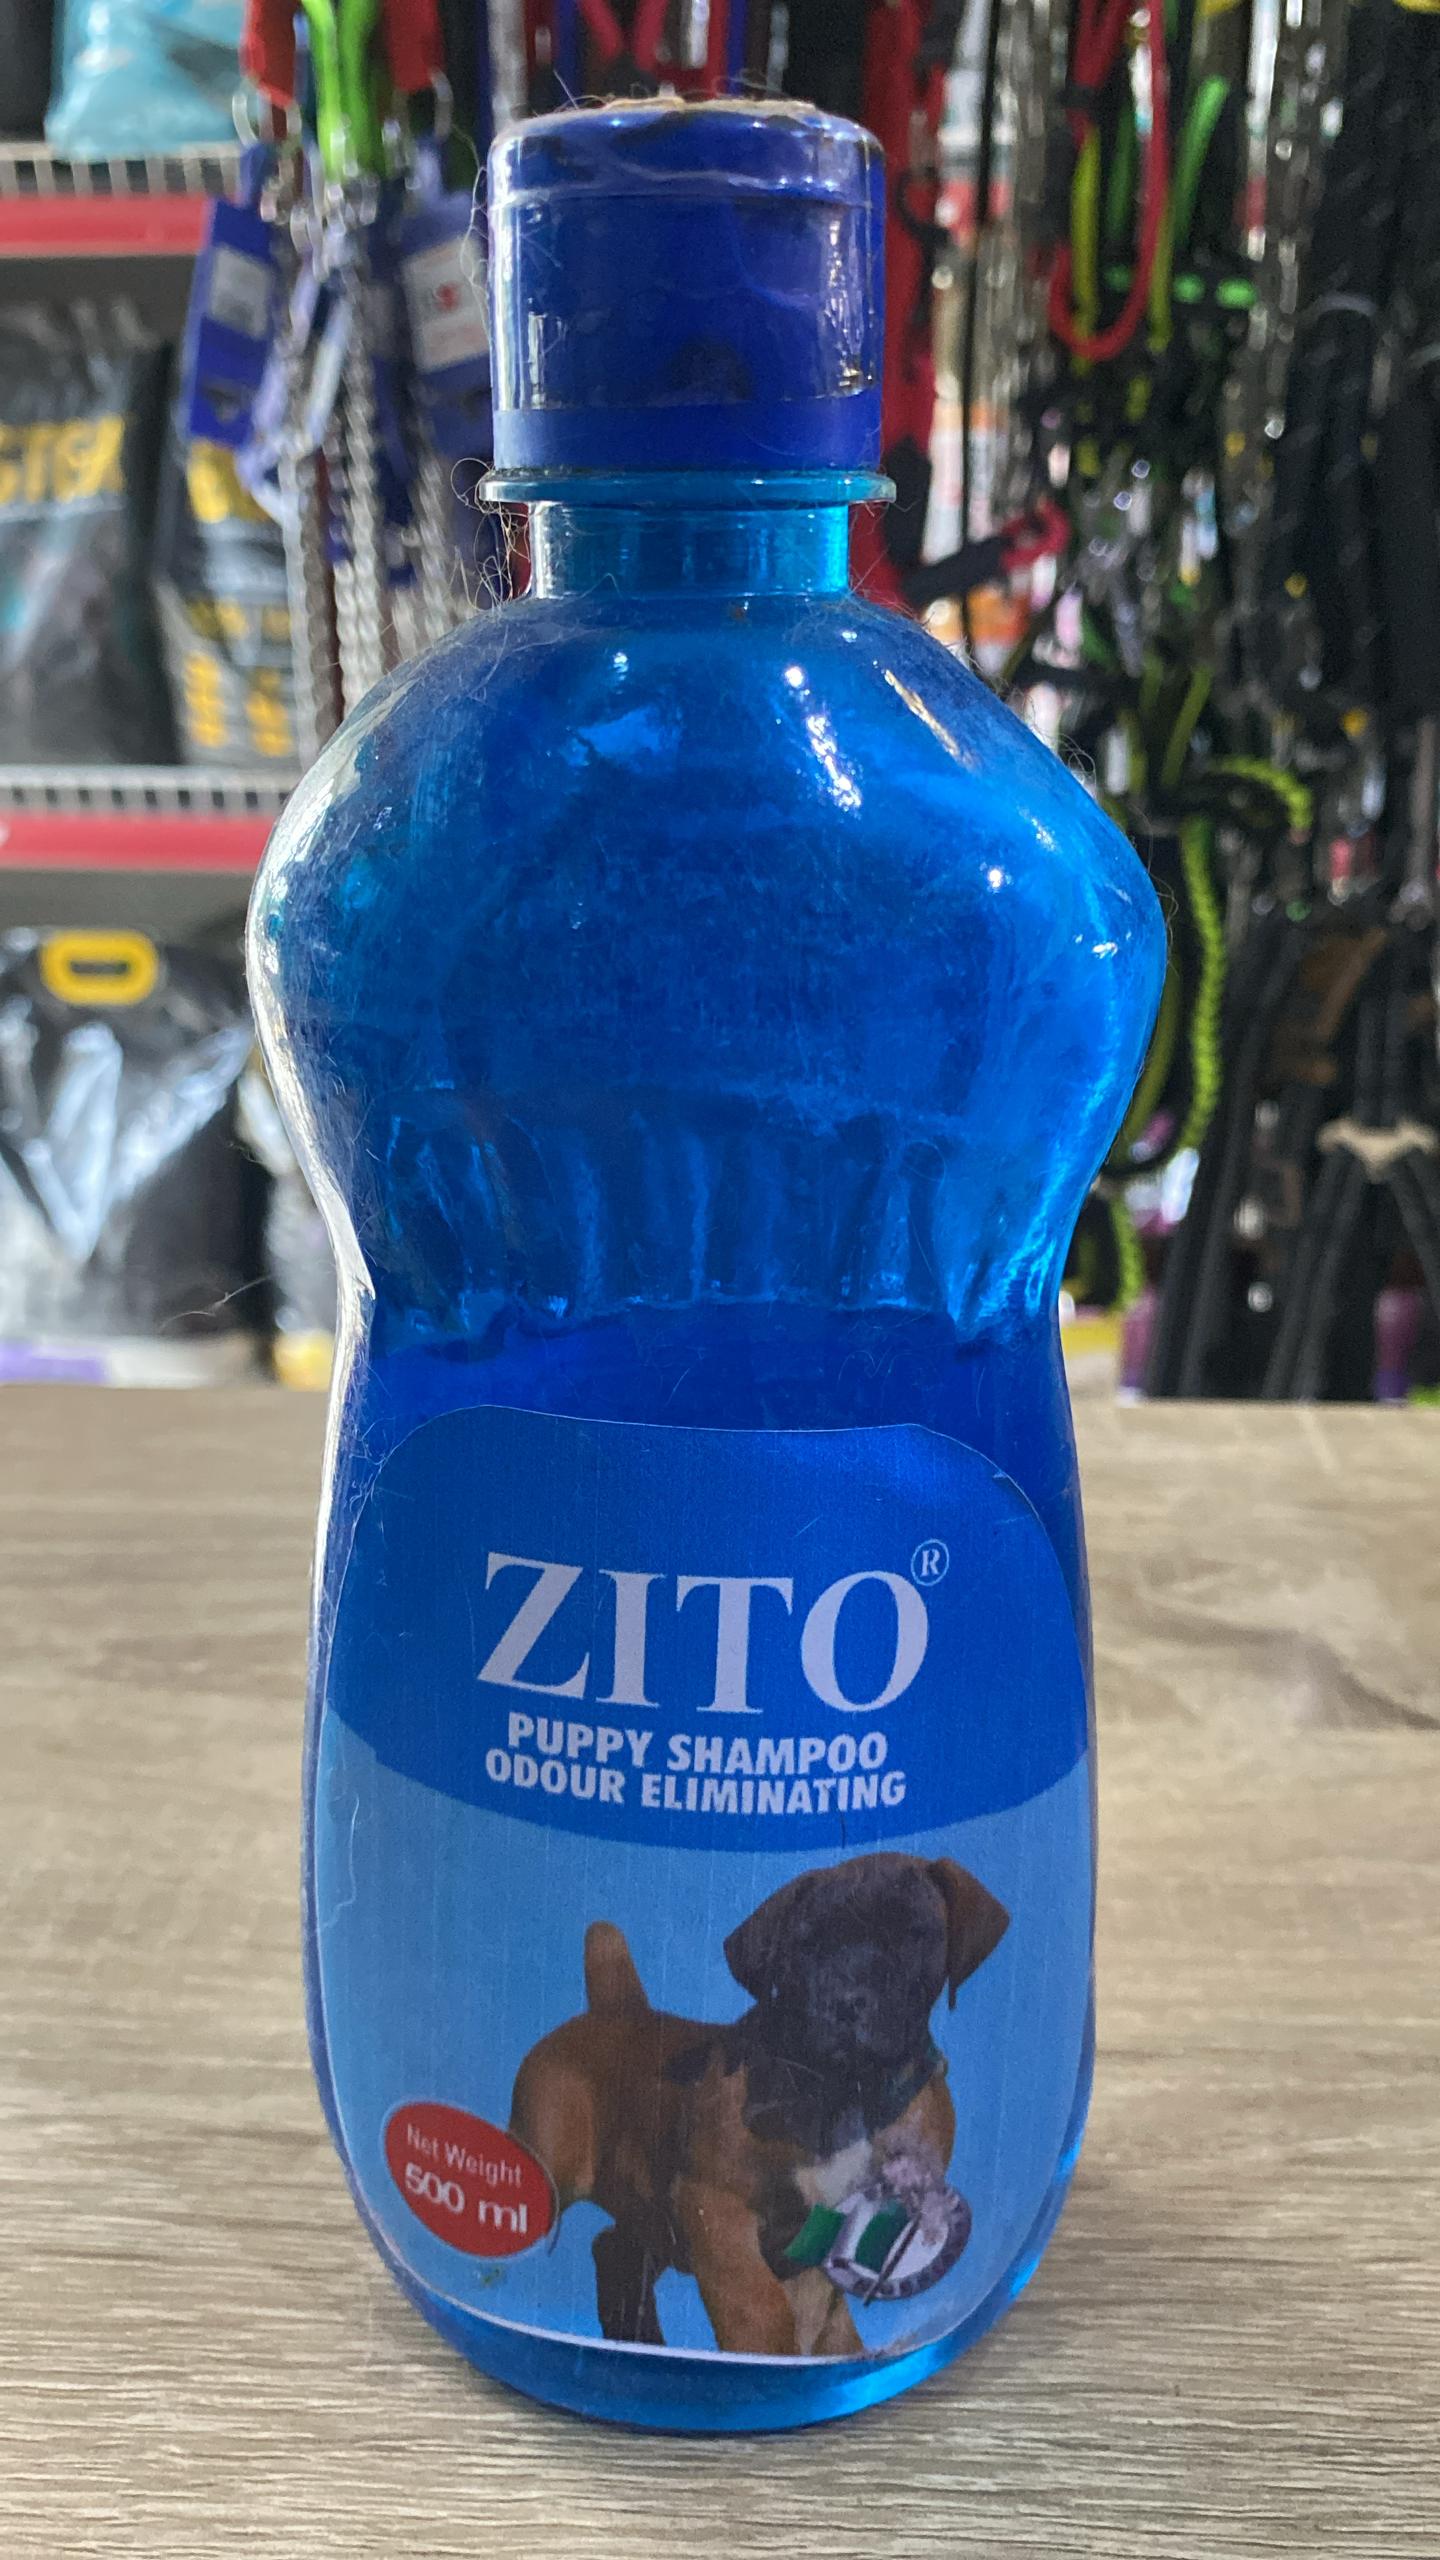 ZITO®
PUPPY SHAMPOO
ODOUR ELIMINATING
Net Weight
500 ml